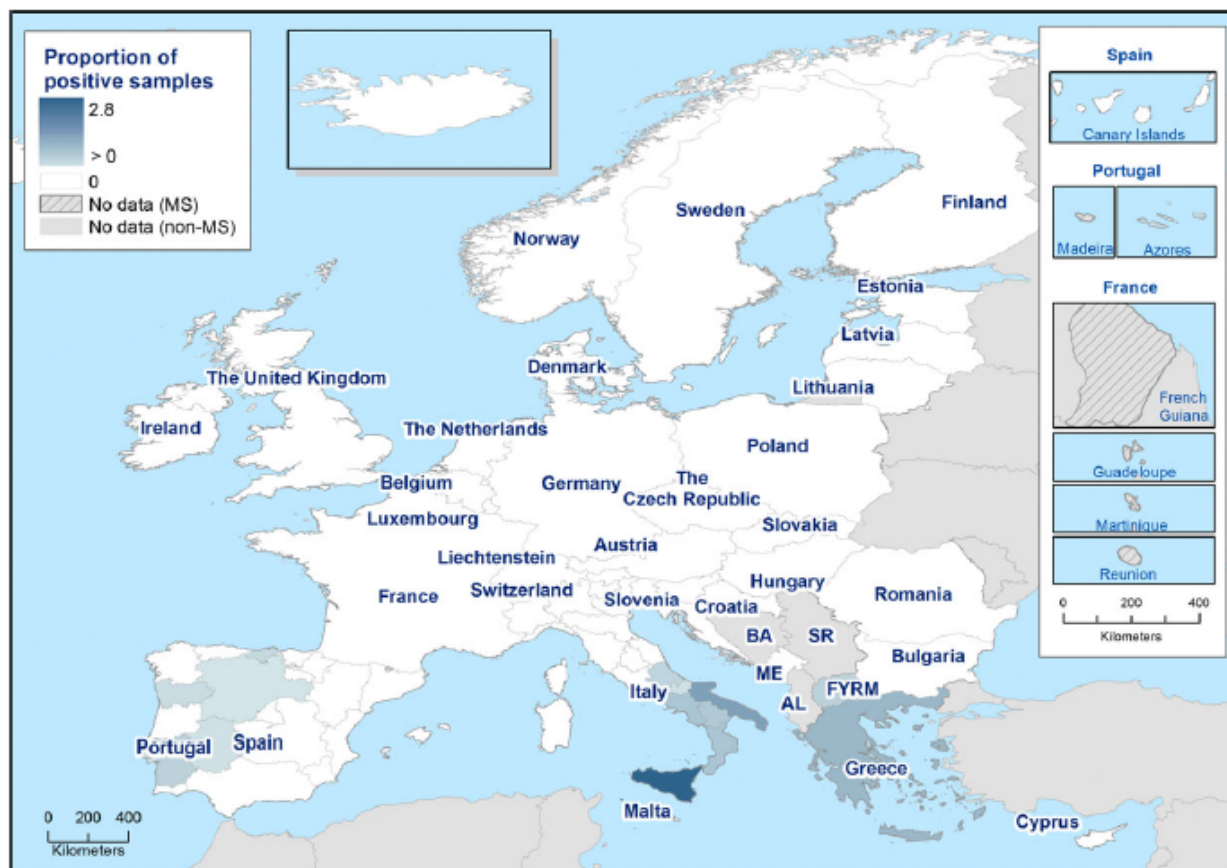 Proportion of
positive samples
2.8
> 0
0
No data (MS)
No data (non-MS)
Spain
Canary Islands
Portugal
Madeira
Azores
France
French
Guiana
Guadeloupe
Martinique
Reunion
0 200 400
Kilometers
Finland
Sweden
Norway
Estonia
Latvia
Denmark
Lithuania
The United Kingdom
Ireland
The Netherlands
Poland
Belgium
Germany
The
Czech Republic
Luxembourg
Slovakia
Austria
Liechtenstein
Hungary
Switzerland
France
Slovenia
Croatia
Romania
BA
SR
Bulgaria
ME
Italy
AL
FYRM
Portugal
Spain
Greece
Malta
Cyprus
0 200 400
Kilometers